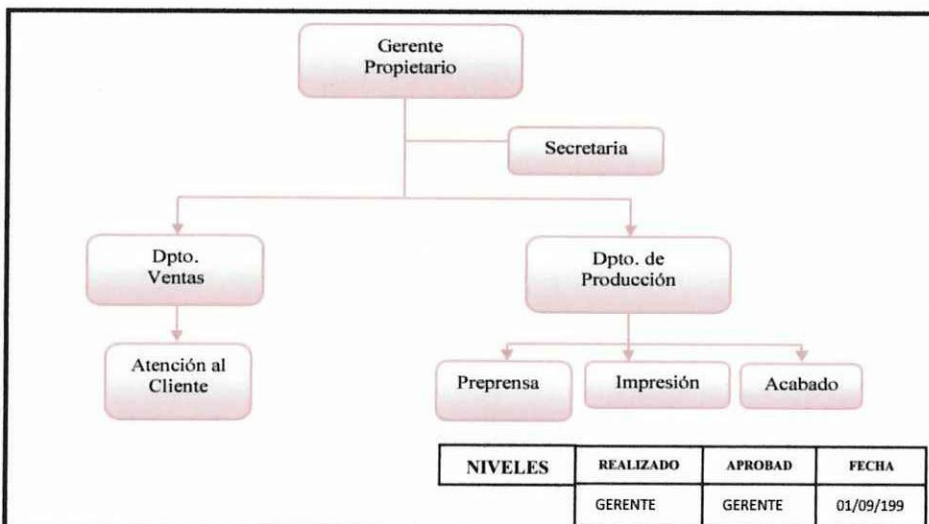 Gerente
Propietario
Secretaria
Dpto.
Ventas
Dpto. de
Producción
Atención al
Cliente
Preprensa
Impresión
Acabado
NIVELES REALIZADO APROBAD FECHA
GERENTE GERENTE 01/09/199